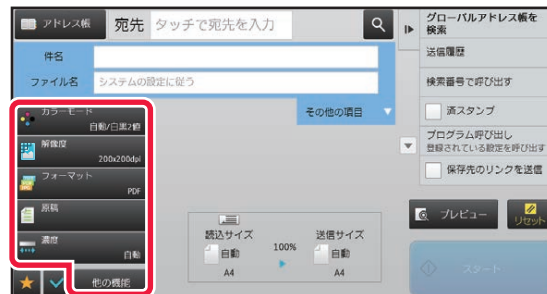 アドレス帳
宛先
タッチで宛先を入力
件名
ファイル名
システムの設定に従う
その他の項目
カラーモード
自動/白黒2値
解像度
200x200dpi
フォーマット
PDF
原稿
濃度
自動
他の機能
読込サイズ
自動
A4
100%
送信サイズ
自動
A4
グローバルアドレス帳を
検索
送信履歴
検索番号で呼び出す
済スタンプ
プログラム呼び出し
登録されている設定を呼び出す
保存先のリンクを送信
プレビュー
リセット
スタート